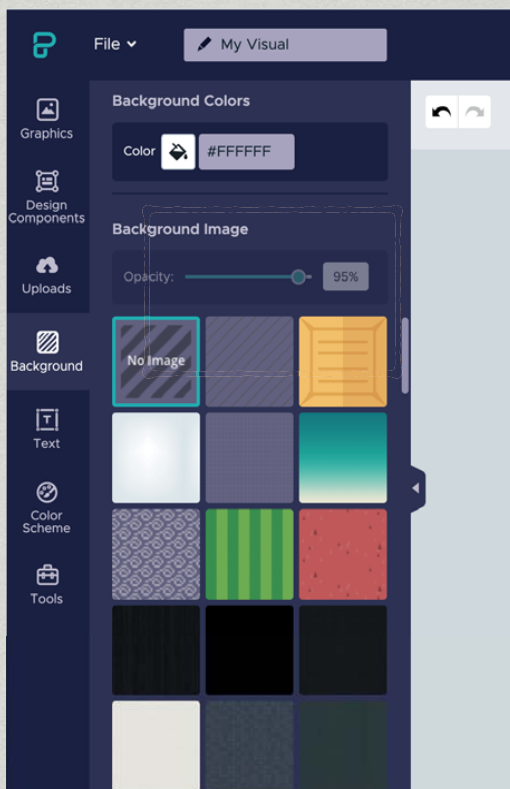 File
My Visual
Graphics
Design
Components
Uploads
Background
Text
Color
Scheme
Tools
Background Colors
Color
#FFFFFF
Background Image
Opacity:
95%
No Image